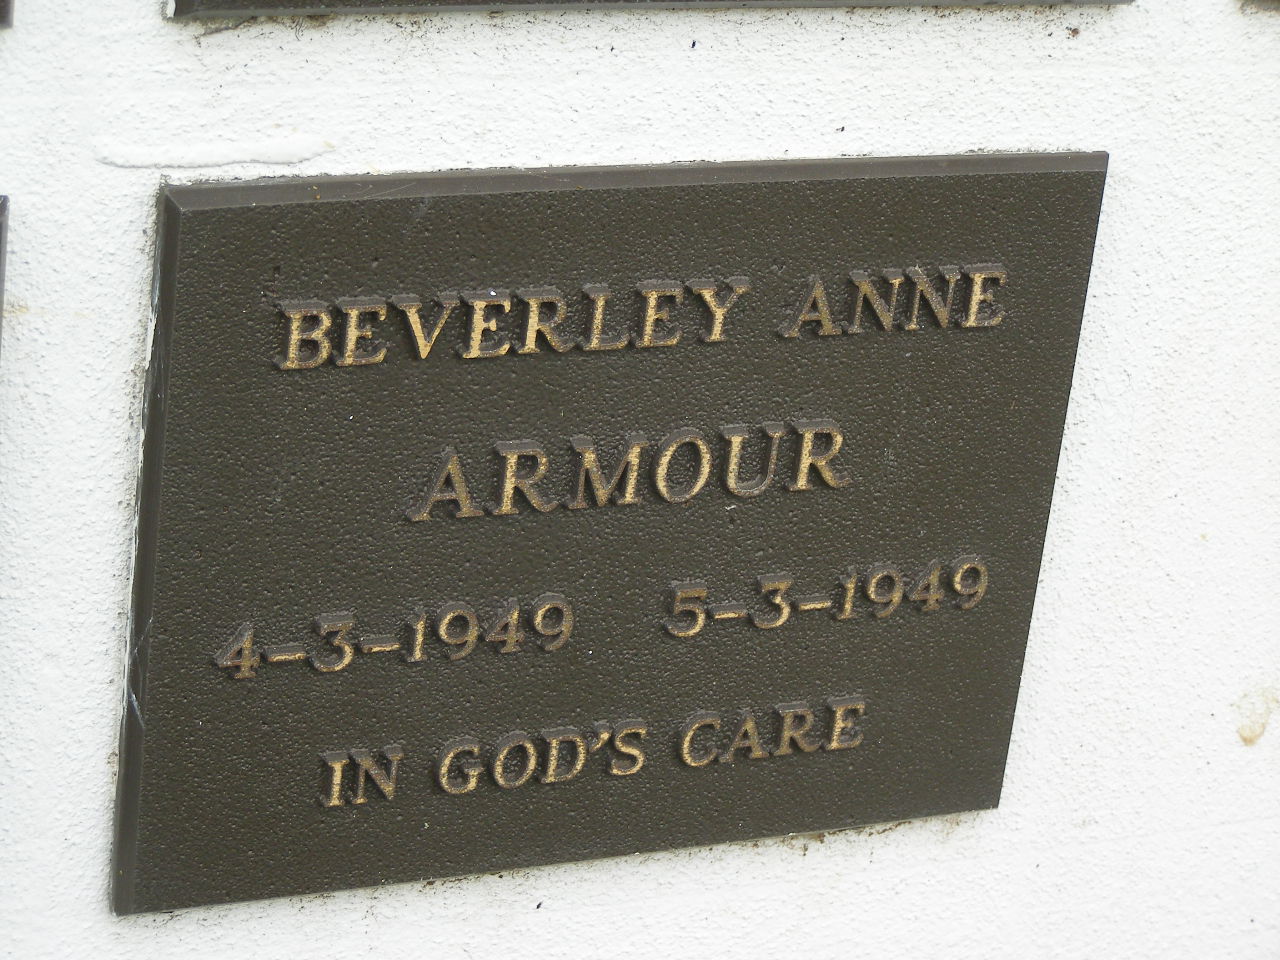 BEVERLEY ANNE
ARMOUR
4-3-1949 5-3-1949
IN GOD'S CARE